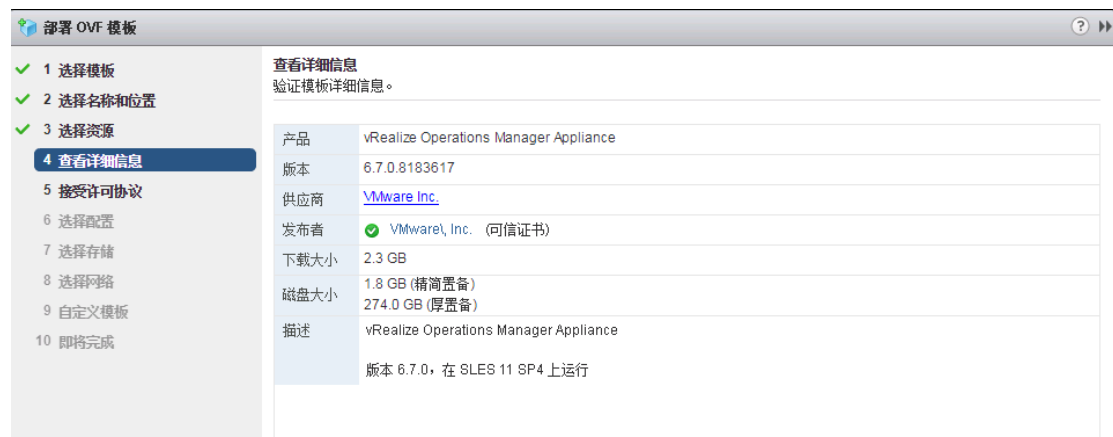 部署 OVF 模板
1 选择模板
2 选择名称和位置
3 选择资源
4 查看详细信息
5 接受许可协议
6 选择配置
7 选择存储
8 选择网络
9 自定义模板
10 即将完成
查看详细信息
验证模板详细信息。
产品 vRealize Operations Manager Appliance
版本 6.7.0.8183617
供应商 VMware Inc.
发布者 VMware\, Inc. (可信证书)
下载大小 2.3 GB
磁盘大小 1.8 GB (精简置备)
274.0 GB (厚置备)
描述 vRealize Operations Manager Appliance
版本 6.7.0，在 SLES 11 SP4 上运行